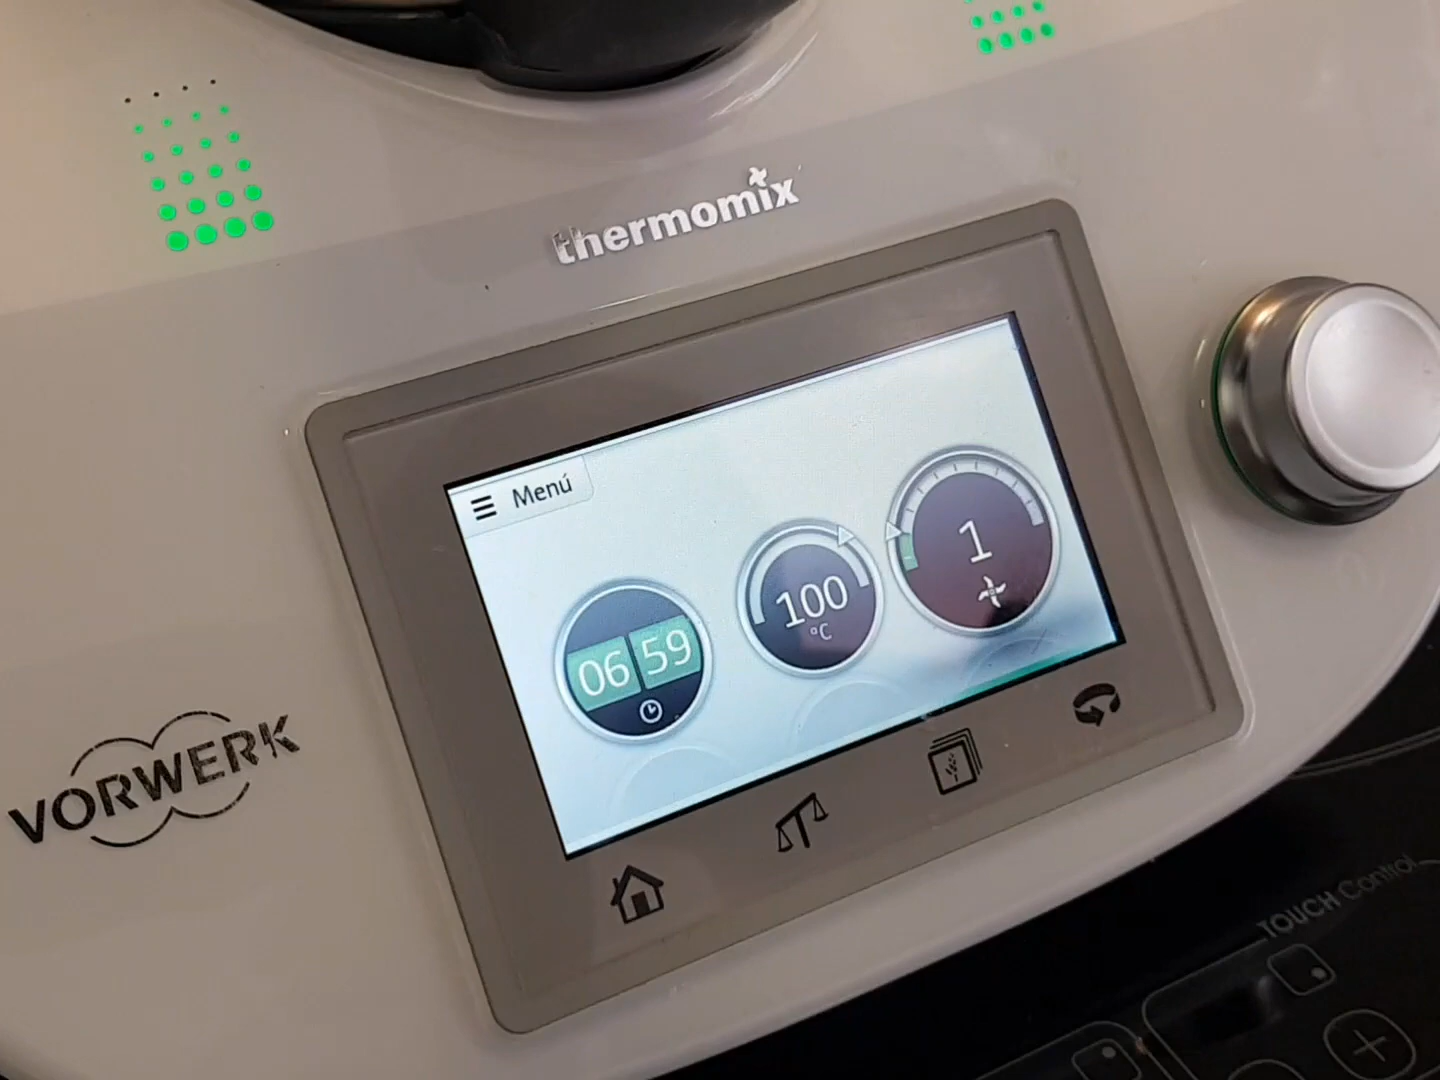 thermomix
Menú
06 59
100
°C
1
VORWERK
TOUCH Control